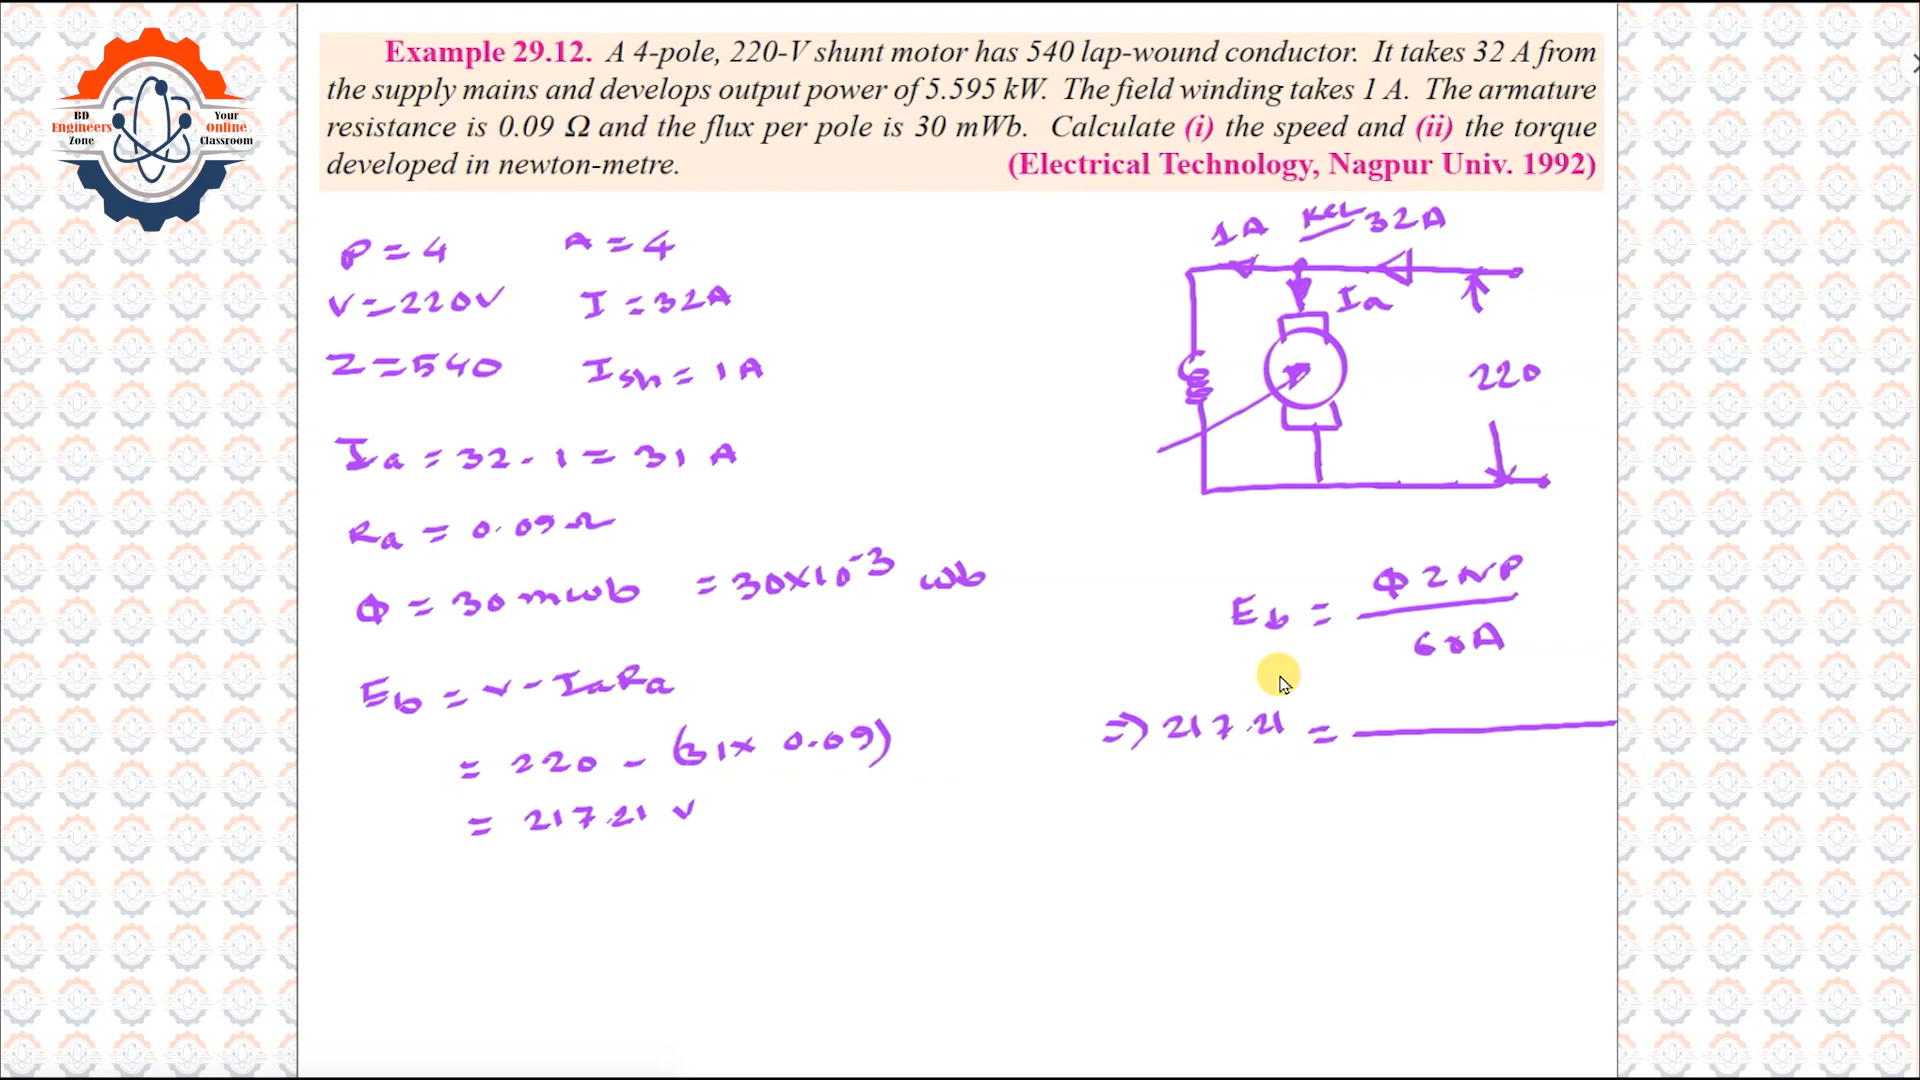 BD
Engineers
Zone
Your
Online
Classroom
Example 29.12. A 4-pole, 220-V shunt motor has 540 lap-wound conductor. It takes 32 A from
the supply mains and develops output power of 5.595 kW. The field winding takes 1 A. The armature
resistance is 0.09 Ω and the flux per pole is 30 mWb. Calculate (i) the speed and (ii) the torque
developed in newton-metre. (Electrical Technology, Nagpur Univ. 1992)
P = 4 A = 4
V = 220V I = 32A
Z = 540 Ish = 1A
Ia = 32 - 1 = 31 A
Ra = 0.09Ω
Φ = 30 mwb = 30×10⁻³ wb
Eb = V - IaRa
= 220 - (31× 0.09)
= 217.21 V
1A KCL 32A
Ia
220
Eb = ΦZNP
60A
=> 217.21 =